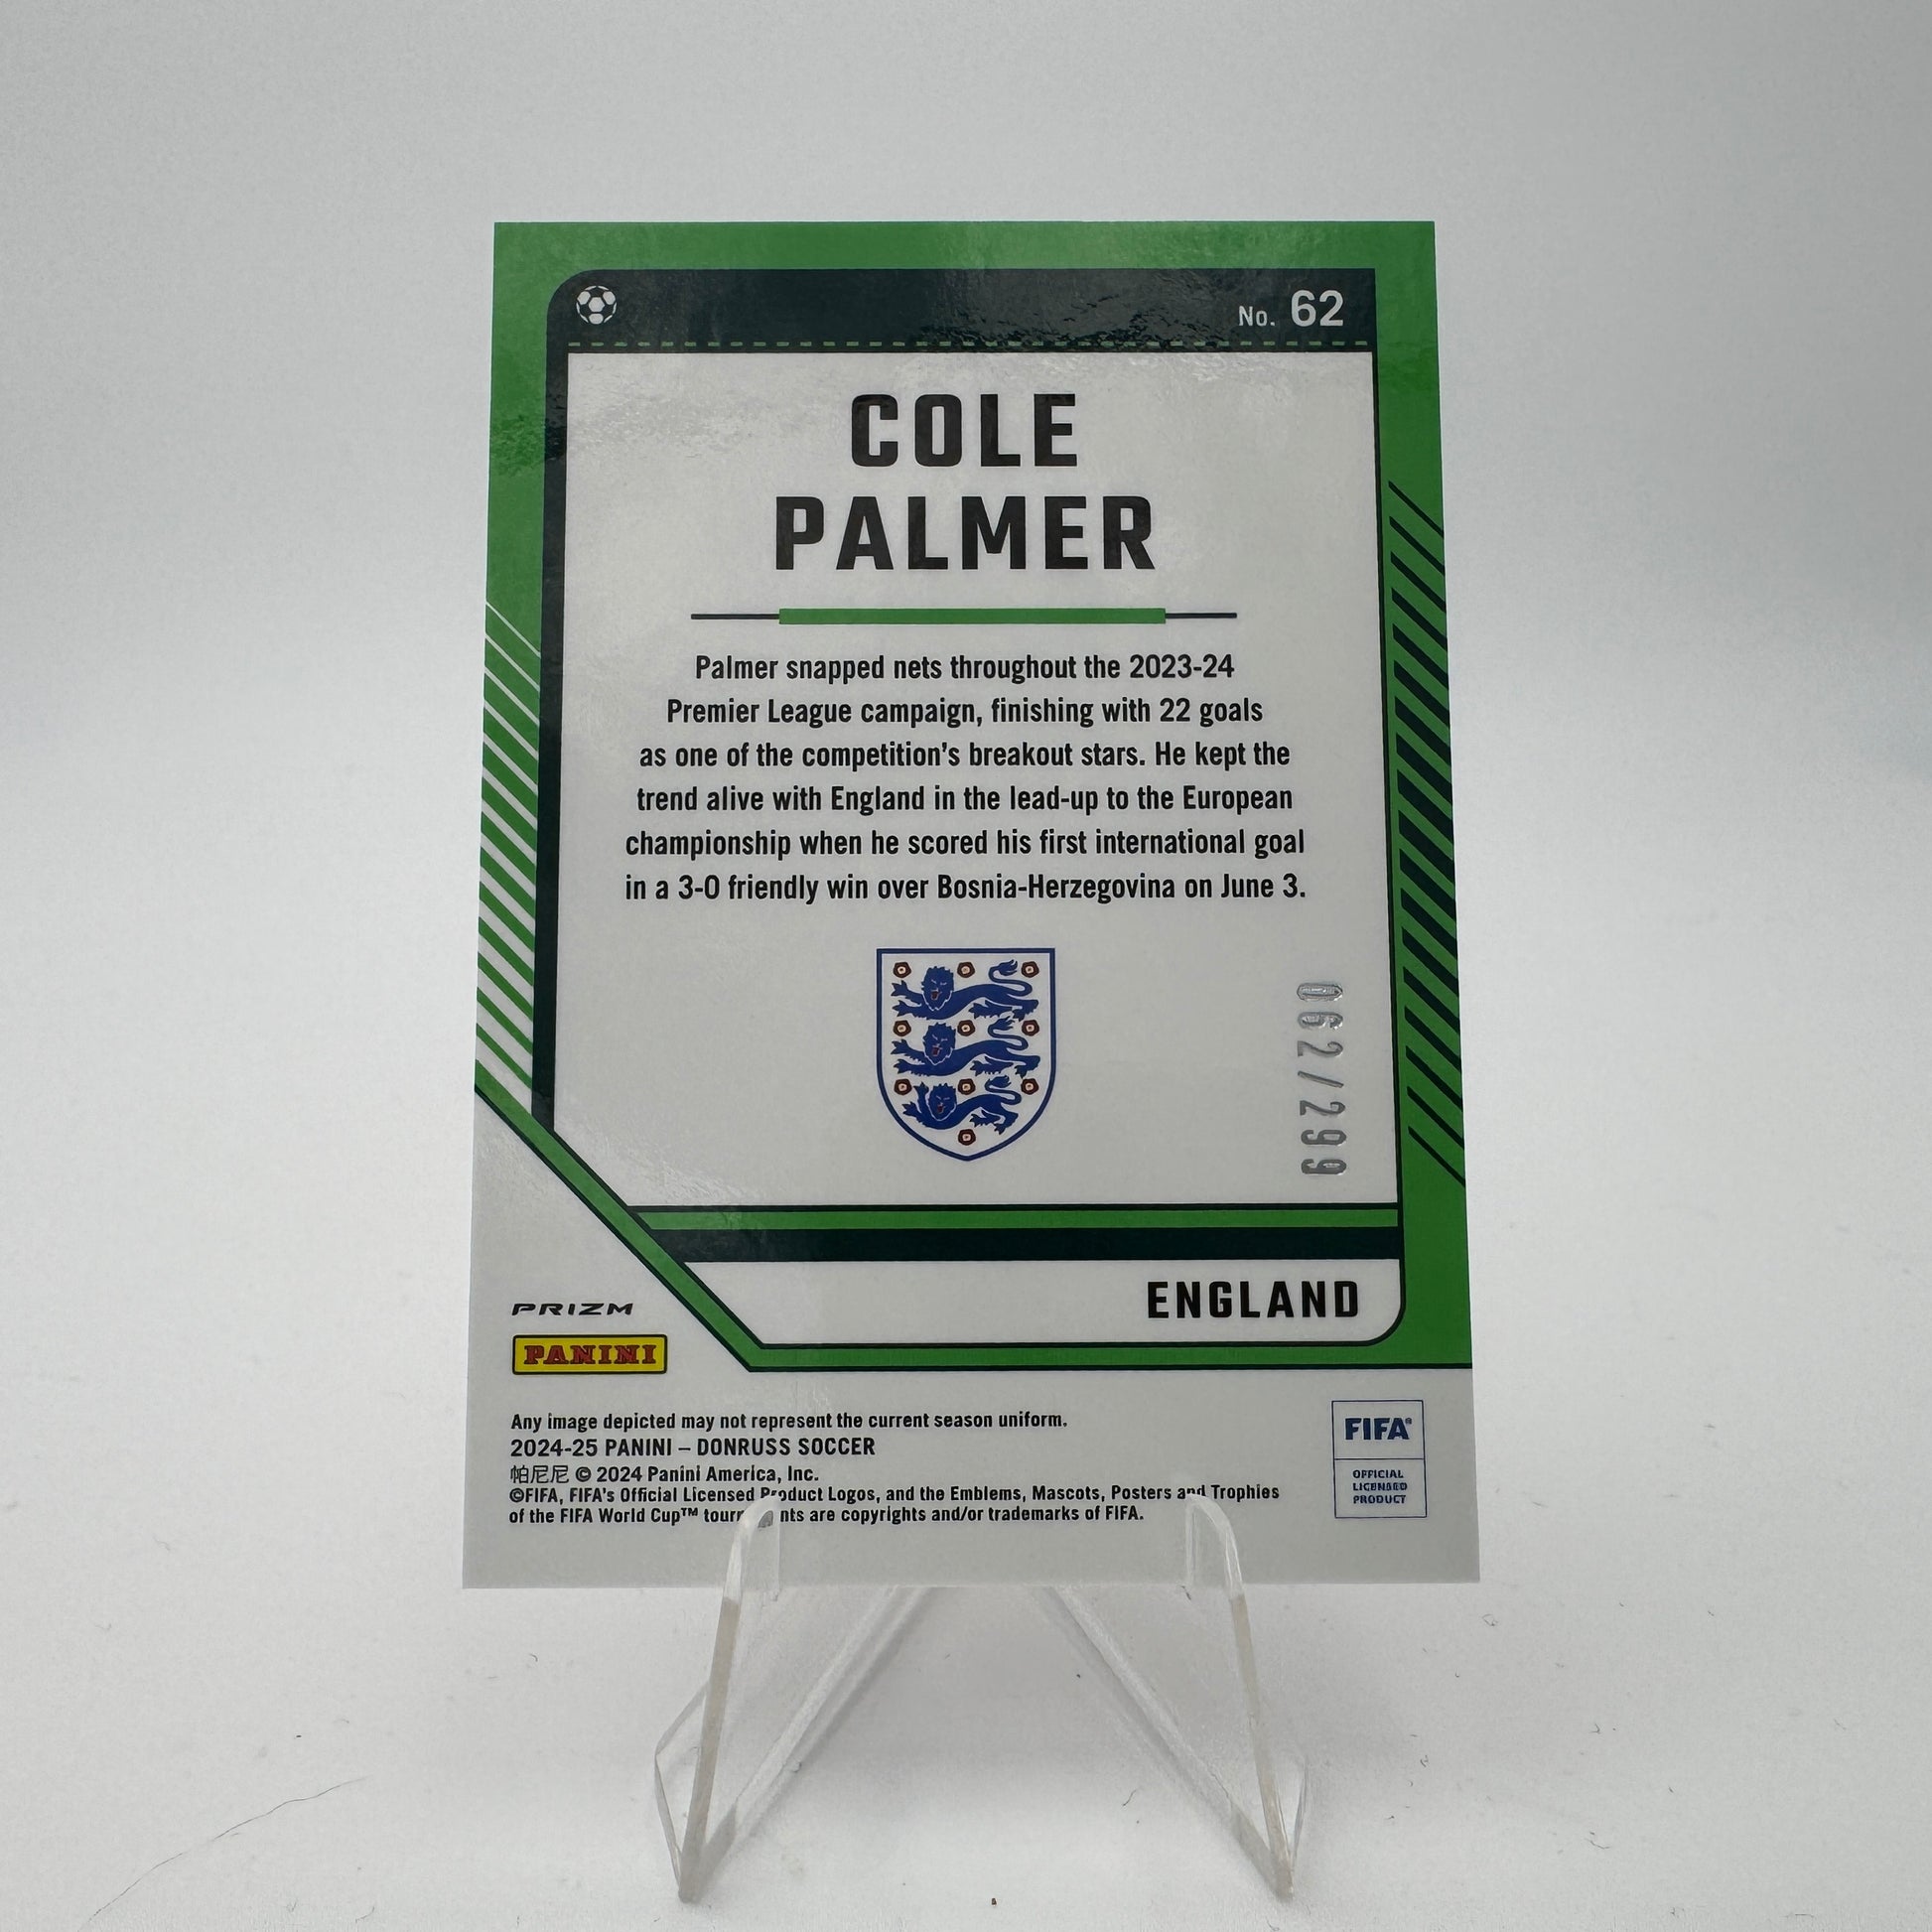 No. 62
COLE
PALMER
Palmer snapped nets throughout the 2023-24
Premier League campaign, finishing with 22 goals
as one of the competition's breakout stars. He kept the
trend alive with England in the lead-up to the European
championship when he scored his first international goal
in a 3-0 friendly win over Bosnia-Herzegovina on June 3.
062/299
ENGLAND
PRIZM
PANINI
Any image depicted may not represent the current season uniform.
2024-25 PANINI – DONRUSS SOCCER
帕尼尼 © 2024 Panini America, Inc.
©FIFA, FIFA's Official Licensed Product Logos, and the Emblems, Mascots, Posters and Trophies
of the FIFA World Cup™ are copyrights and/or trademarks of FIFA.
FIFA®
OFFICIAL
LICENSED
PRODUCT